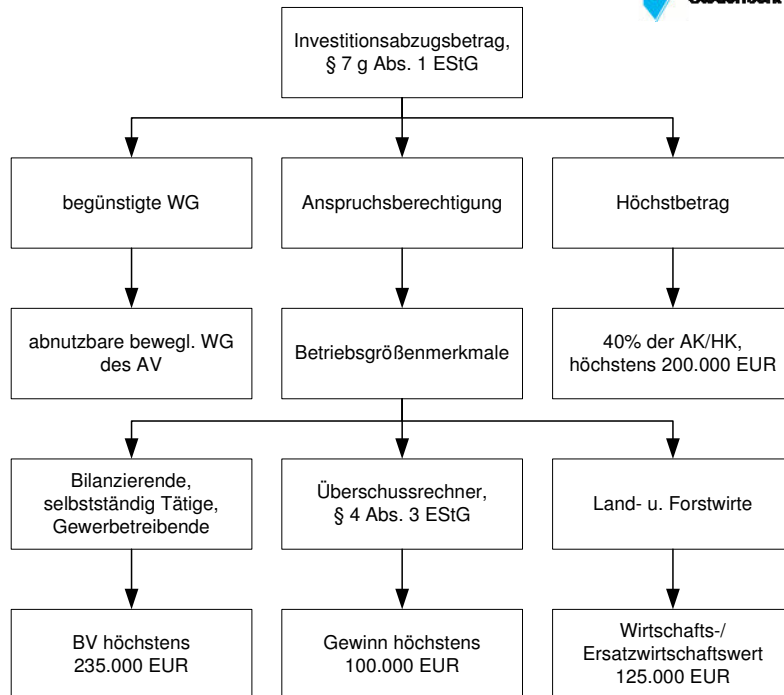 Investitionsabzugsbetrag,
§ 7 g Abs. 1 EStG
begünstigte WG
Anspruchsberechtigung
Höchstbetrag
abnutzbare bewegl. WG
des AV
Betriebsgrößenmerkmale
40% der AK/HK,
höchstens 200.000 EUR
Bilanzierende,
selbstständig Tätige,
Gewerbetreibende
Überschussrechner,
§ 4 Abs. 3 EStG
Land- u. Forstwirte
BV höchstens
235.000 EUR
Gewinn höchstens
100.000 EUR
Wirtschafts-/
Ersatzwirtschaftswert
125.000 EUR